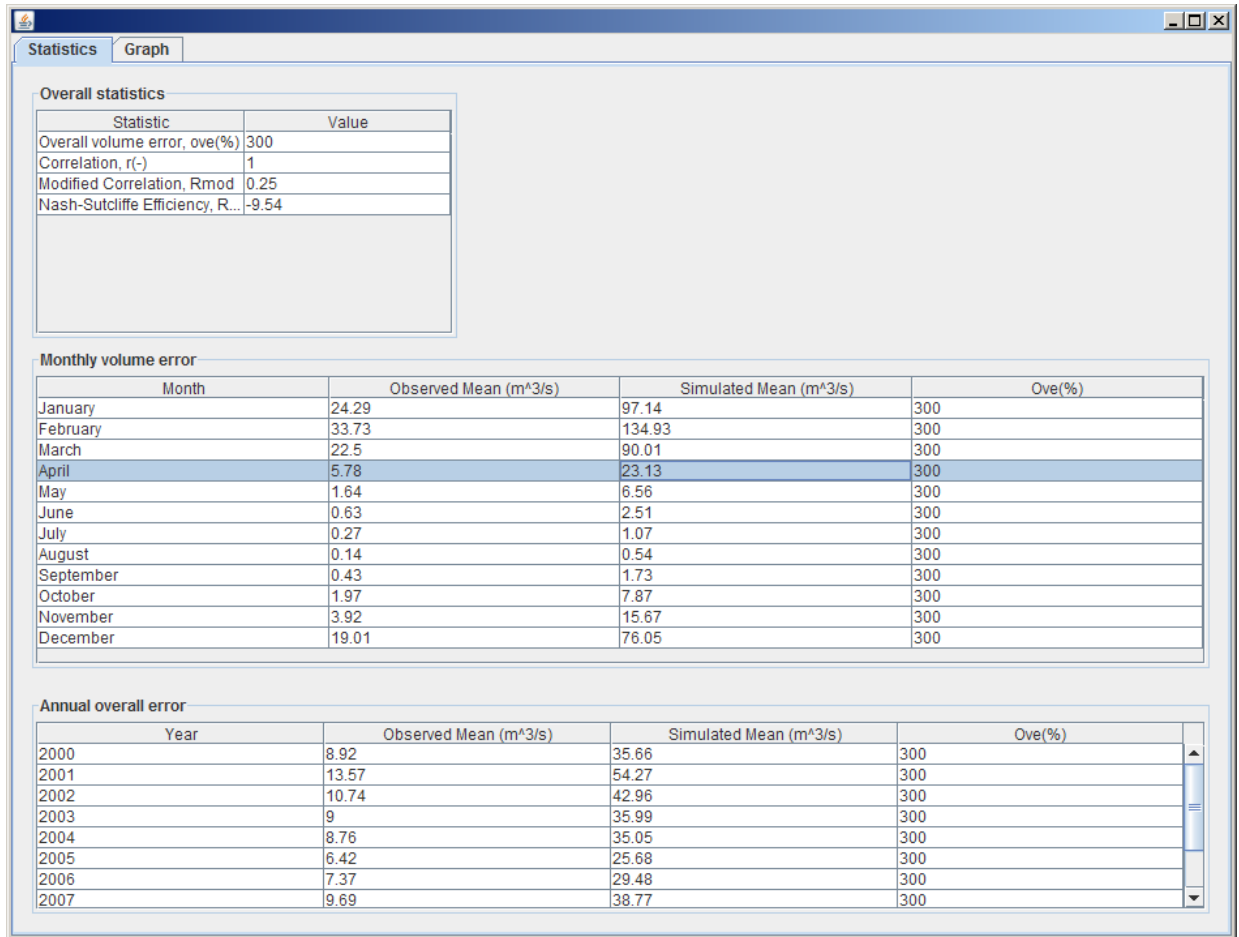 Statistics Graph
Overall statistics
Statistic Value
Overall volume error, ove(%) 300
Correlation, r(-) 1
Modified Correlation, Rmod 0.25
Nash-Sutcliffe Efficiency, R... -9.54
Monthly volume error
Month Observed Mean (m^3/s) Simulated Mean (m^3/s) Ove(%)
January 24.29 97.14 300
February 33.73 134.93 300
March 22.5 90.01 300
April 5.78 23.13 300
May 1.64 6.56 300
June 0.63 2.51 300
July 0.27 1.07 300
August 0.14 0.54 300
September 0.43 1.73 300
October 1.97 7.87 300
November 3.92 15.67 300
December 19.01 76.05 300
Annual overall error
Year Observed Mean (m^3/s) Simulated Mean (m^3/s) Ove(%)
2000 8.92 35.66 300
2001 13.57 54.27 300
2002 10.74 42.96 300
2003 9 35.99 300
2004 8.76 35.05 300
2005 6.42 25.68 300
2006 7.37 29.48 300
2007 9.69 38.77 300